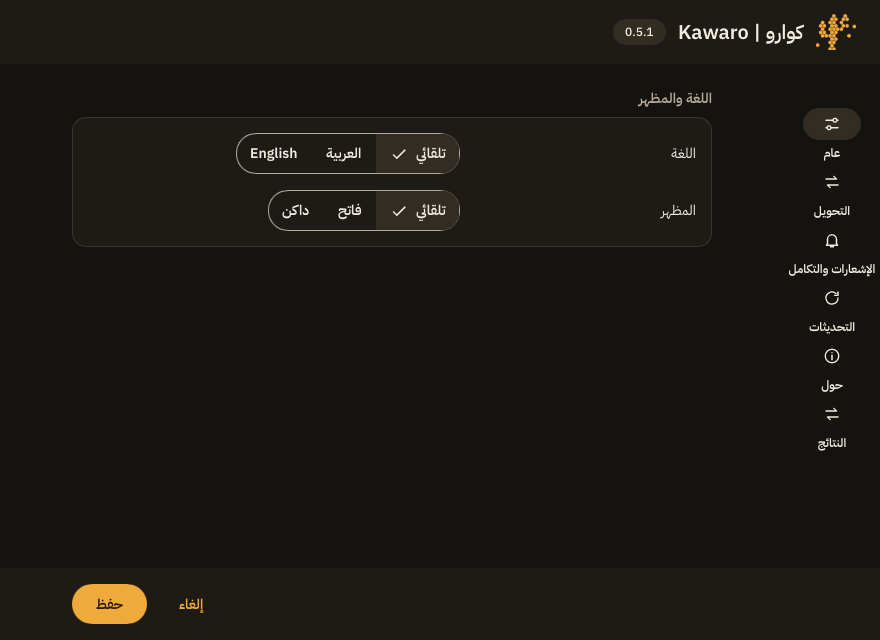 كوارو | Kawaro 0.5.1
عام
التحويل
الإشعارات والتكامل
التحديثات
حول
النتائج
اللغة والمظهر
اللغة تلقائي العربية English
المظهر تلقائي فاتح داكن
إلغاء حفظ